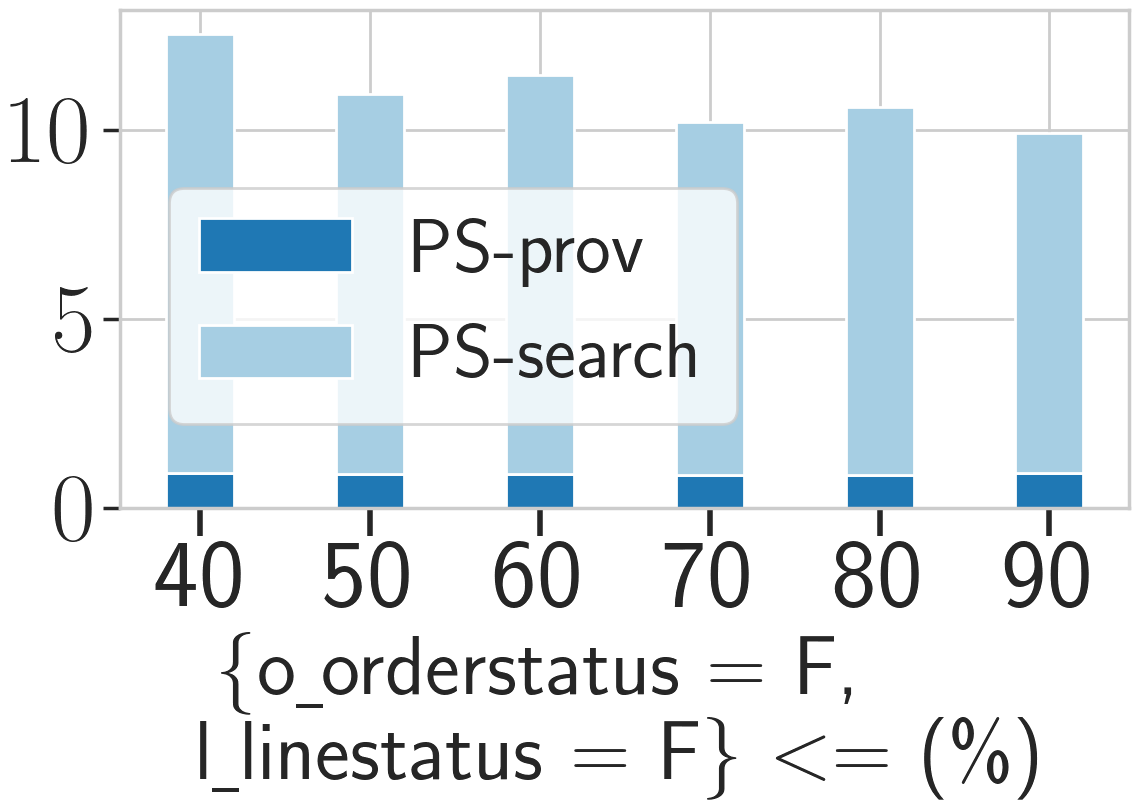 10
5
0
PS-prov
PS-search
40 50 60 70 80 90
{o_orderstatus = F,
l_linestatus = F} <= (%)